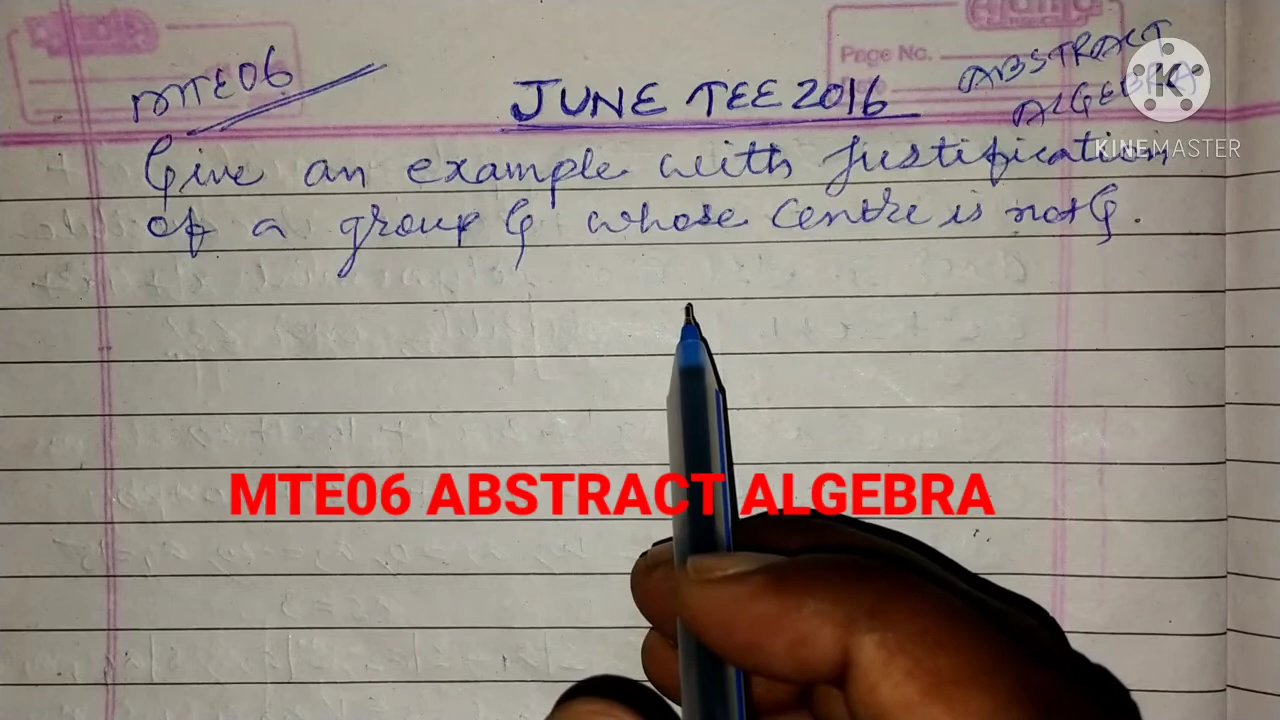 MTE06
JUNE TEE 2016
Page No.
ABSTRACT
ALGEBRA
K
KINEMASTER
Give an example with Justification
of a group G whose centre is not G.
MTE06 ABSTRACT ALGEBRA